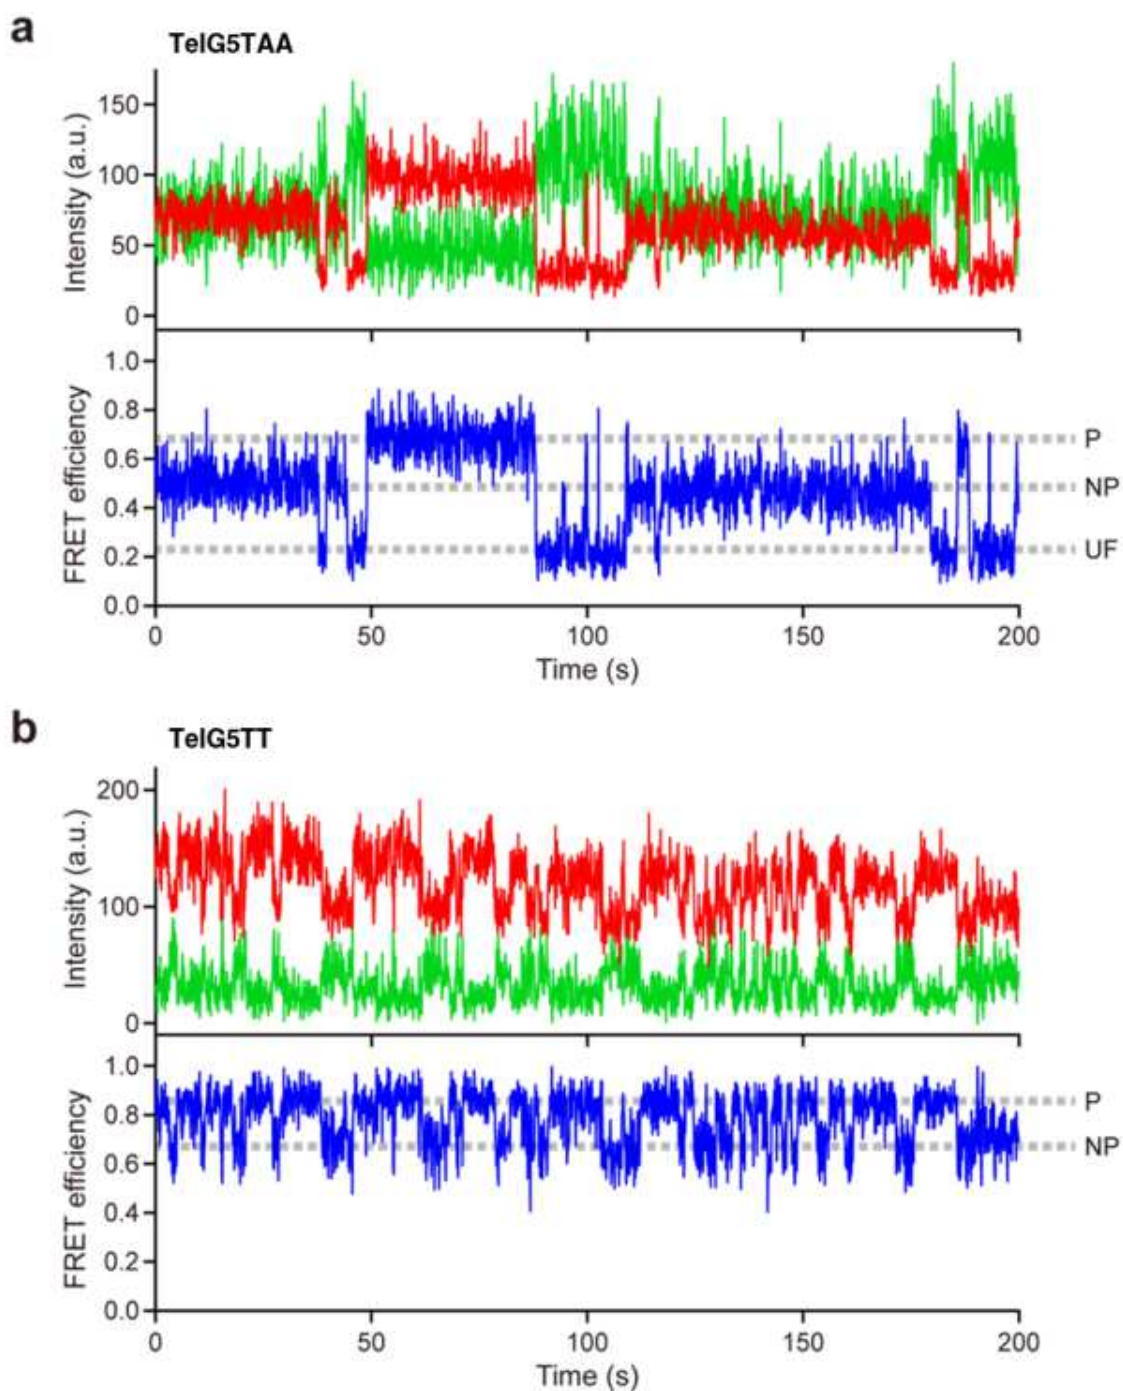 a
TelG5TAA
Intensity (a.u.)
150
100
50
0
FRET efficiency
1.0
0.8
0.6
0.4
0.2
0.0
P
NP
UF
0 50 100 150 200
Time (s)
b
TelG5TT
Intensity (a.u.)
200
100
0
FRET efficiency
1.0
0.8
0.6
0.4
0.2
0.0
P
NP
0 50 100 150 200
Time (s)